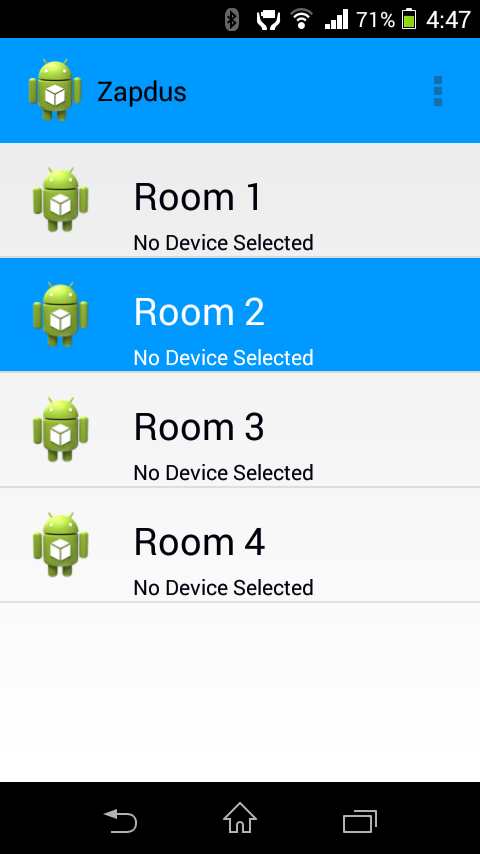 71% 4:47
Zapdus
Room 1
No Device Selected
Room 2
No Device Selected
Room 3
No Device Selected
Room 4
No Device Selected